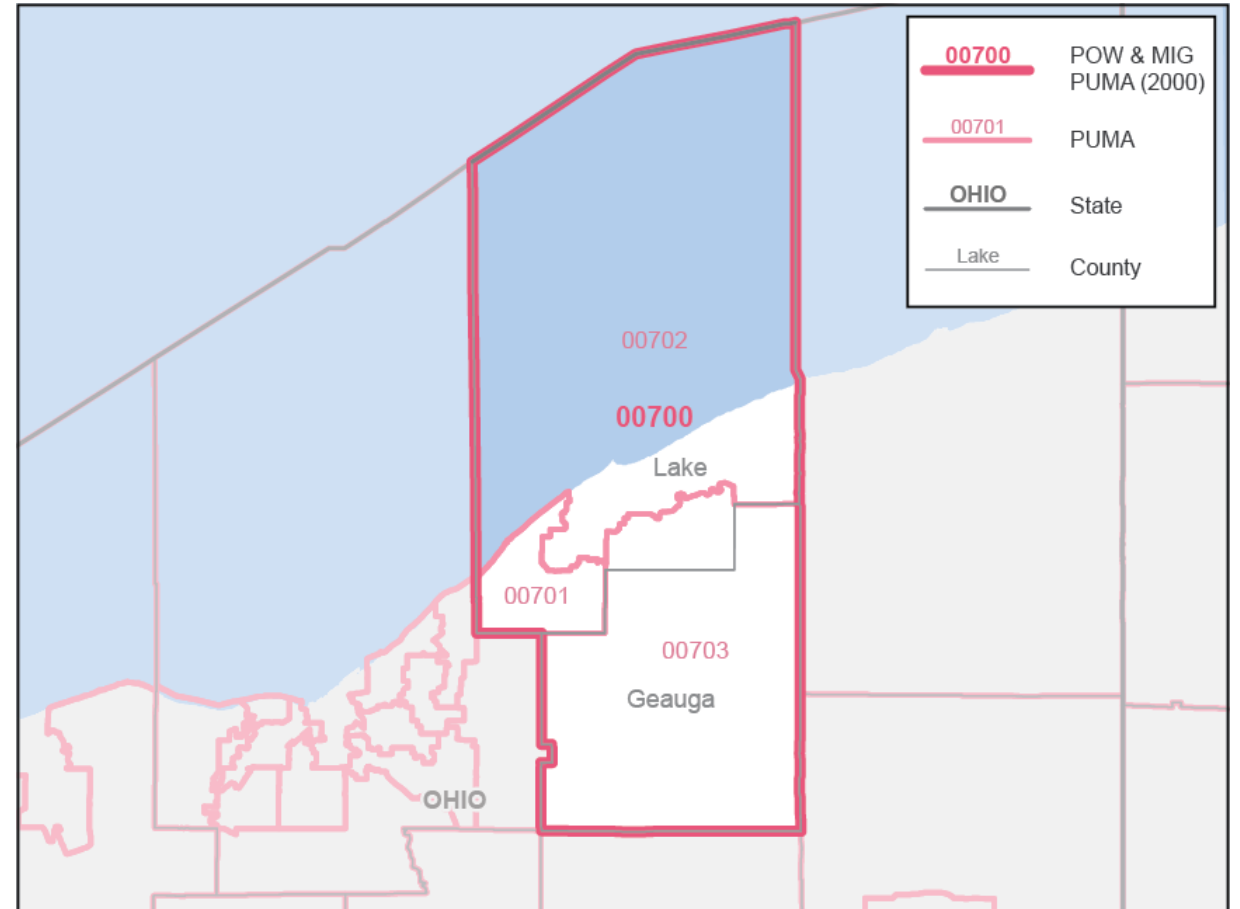 00700
POW & MIG
PUMA (2000)
00701
PUMA
OHIO
State
Lake
County
00702
00700
Lake
00701
00703
Geauga
OHIO